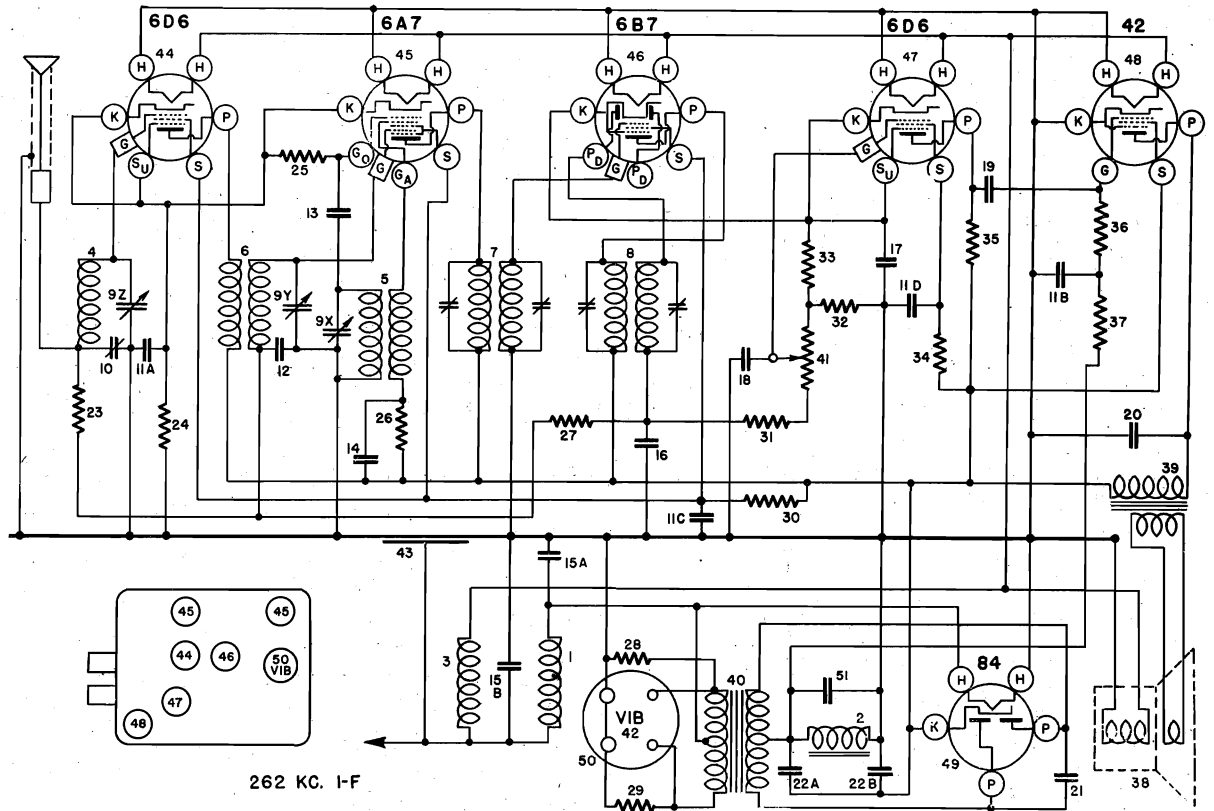 6D6 6A7 6B7 6D6 42
44 45 46 47 48
H H H H H H H H H H
K P K P K P K P
G SU S GO G GA S PD G PD S G SU S G S
25 13 19 17 35 36
4 6 5 7 8 33
9Z 9Y 9X 32 11D 11B
10 11A 12 18 41 34 37
23 24 26 14 27 16 31 20
30 11C 39
43 15A
45 45
44 46 50 VIB
47
48
3 15 B 1 28 40 51 H 84 H
VIB 42 2 K P
50 49 38
262 KC. I-F 29 22A 22B P 21